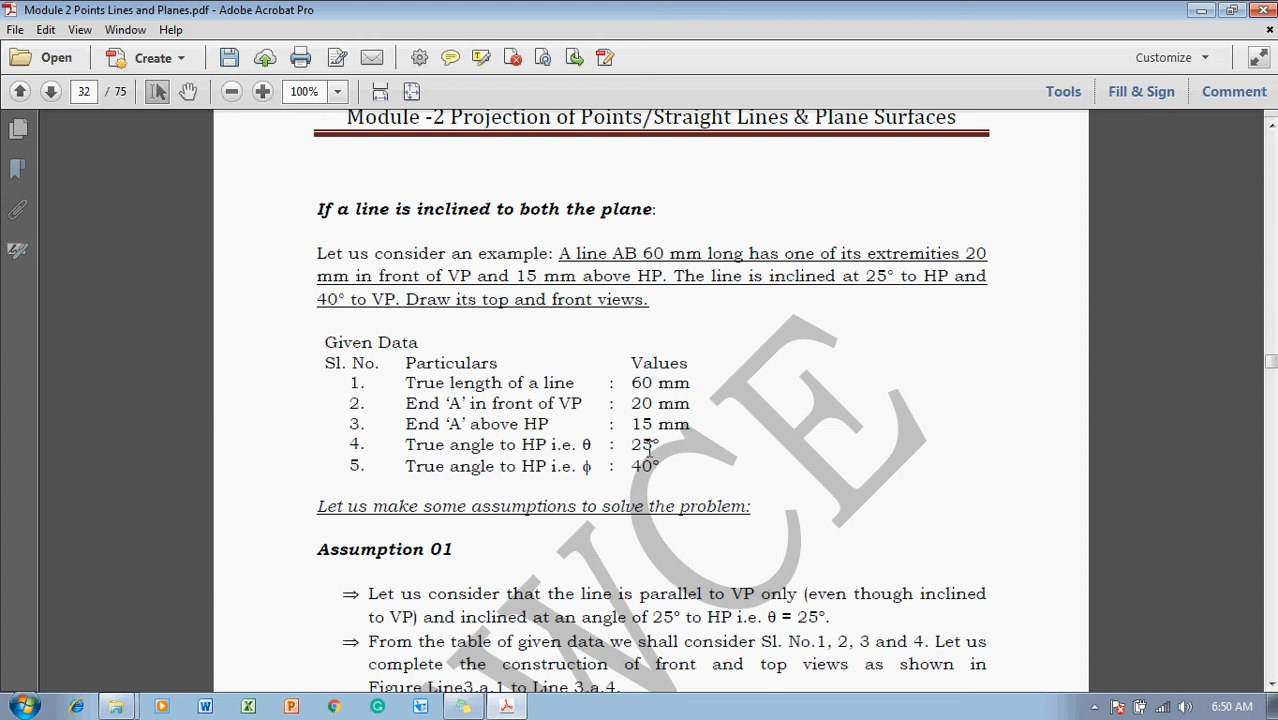 Module 2 Points Lines and Planes.pdf - Adobe Acrobat Pro
File Edit View Window Help
Open Create Customize
32 / 75 100% Tools Fill & Sign Comment
Module -2 Projection of Points/Straight Lines & Plane Surfaces
If a line is inclined to both the plane:
Let us consider an example: A line AB 60 mm long has one of its extremities 20
mm in front of VP and 15 mm above HP. The line is inclined at 25° to HP and
40° to VP. Draw its top and front views.
Given Data
Sl. No. Particulars Values
1. True length of a line : 60 mm
2. End ‘A’ in front of VP : 20 mm
3. End ‘A’ above HP : 15 mm
4. True angle to HP i.e. θ : 25°
5. True angle to HP i.e. ϕ : 40°
Let us make some assumptions to solve the problem:
Assumption 01
⇒ Let us consider that the line is parallel to VP only (even though inclined
to VP) and inclined at an angle of 25° to HP i.e. θ = 25°.
⇒ From the table of given data we shall consider Sl. No.1, 2, 3 and 4. Let us
complete the construction of front and top views as shown in
Figure Line3.a.1 to Line 3.a.4.
WCE
6:50 AM